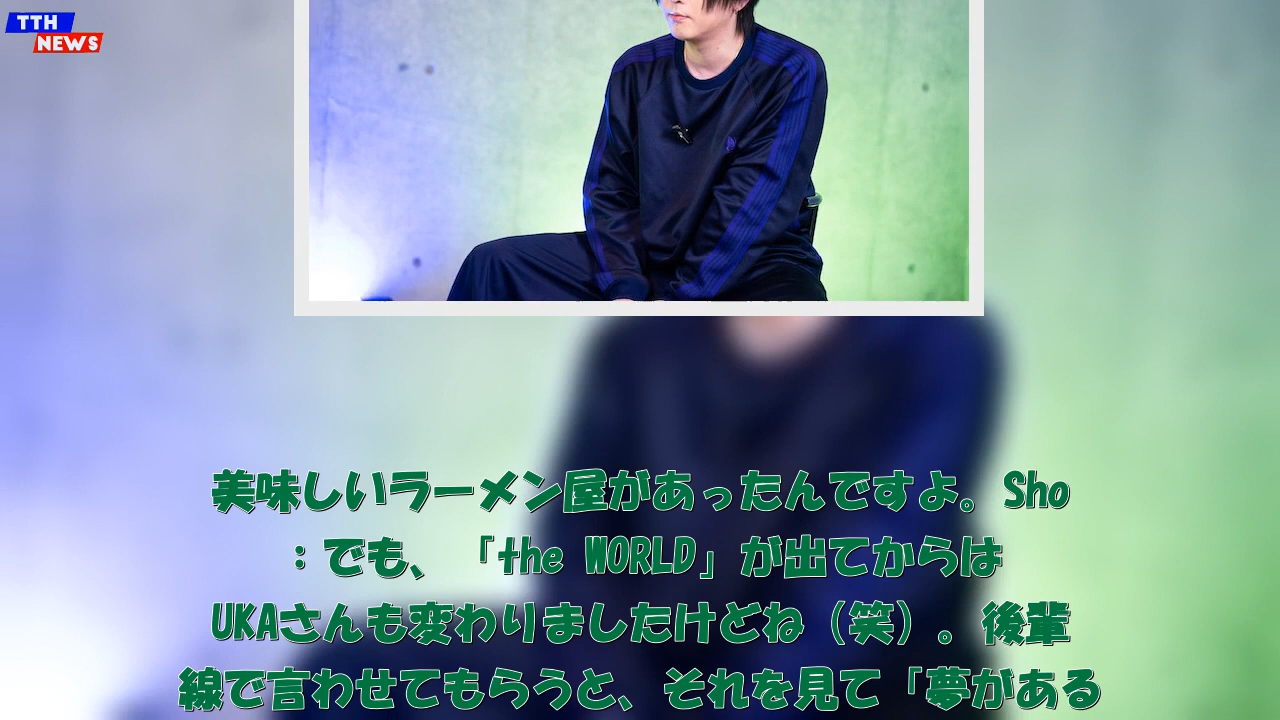 TTH
NEWS
美味しいラーメン屋があったんですよ。Sho
：でも、「the WORLD」が出てからは
UKAさんも変わりましたけどね（笑）。後輩
線で言わせてもらうと、それを見て「夢がある